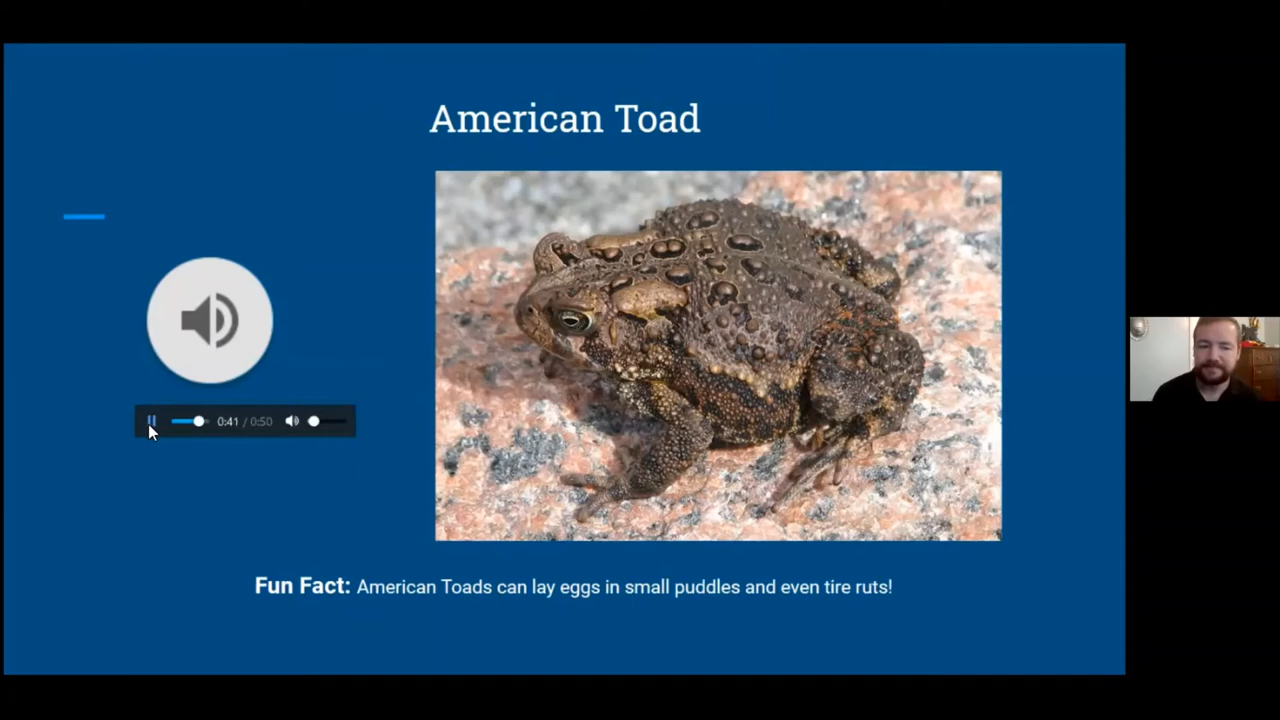 American Toad
0:41 / 0:50
Fun Fact: American Toads can lay eggs in small puddles and even tire ruts!